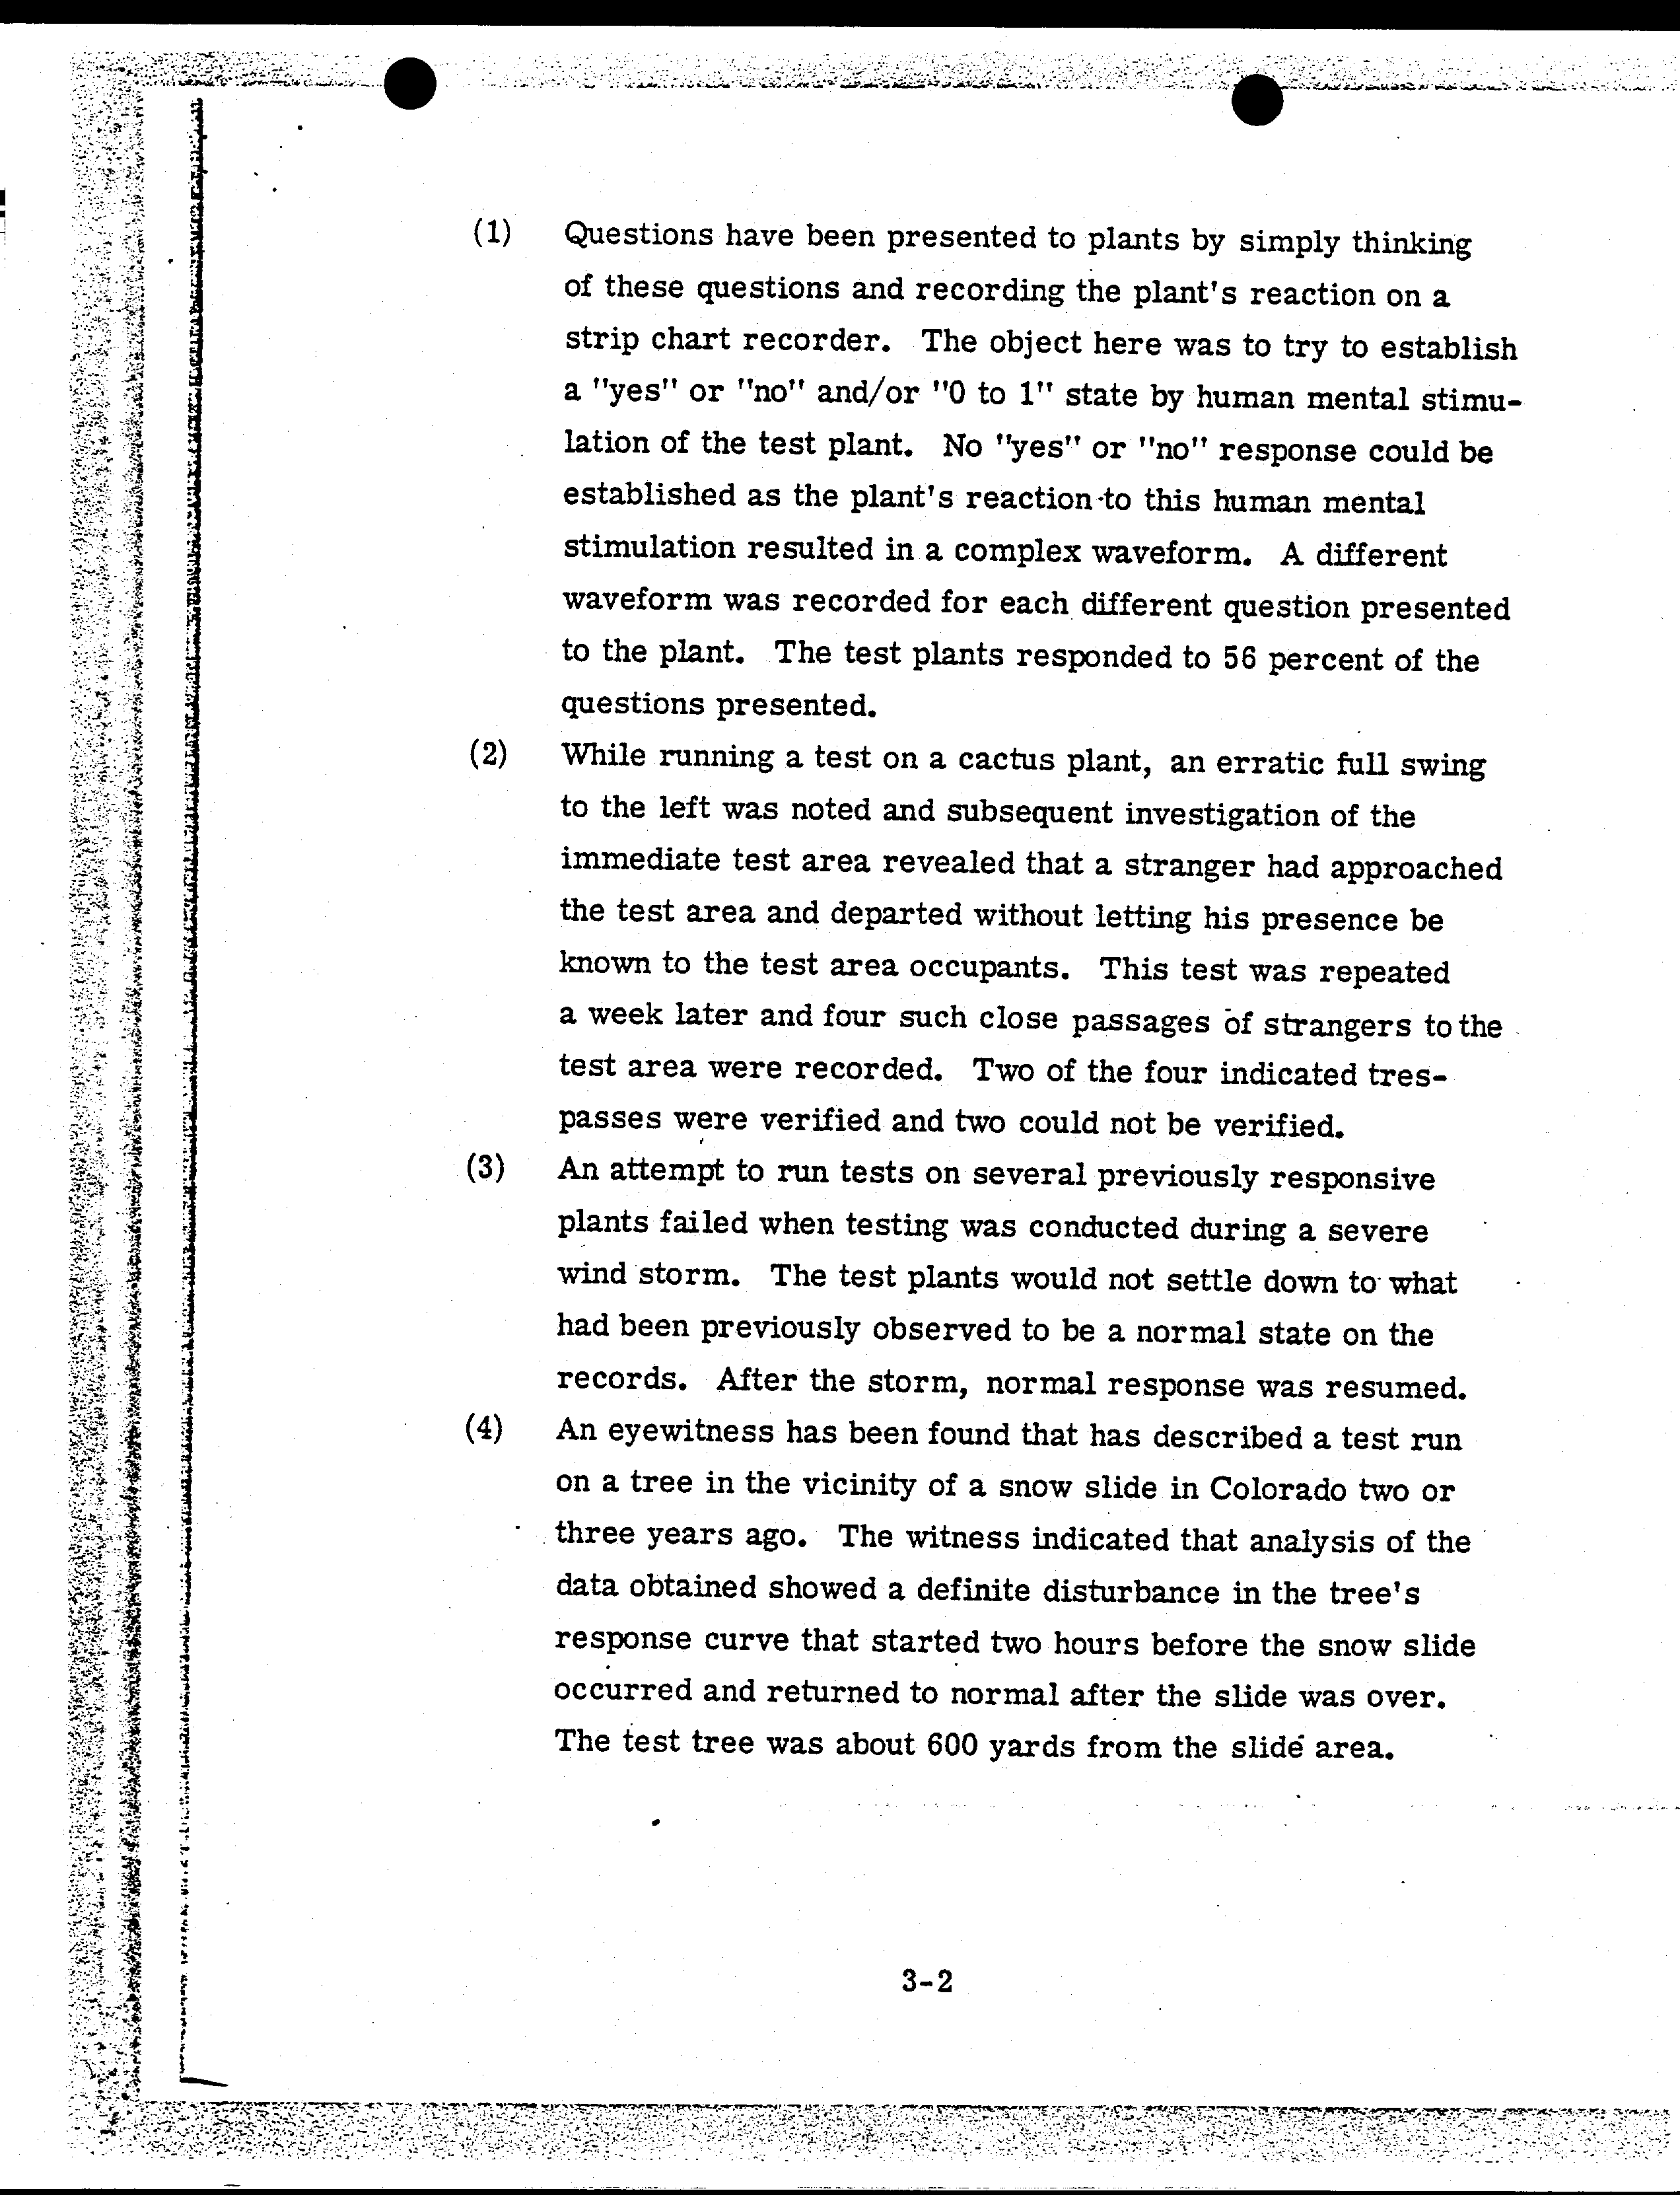 (1) Questions have been presented to plants by simply thinking
of these questions and recording the plant's reaction on a
strip chart recorder. The object here was to try to establish
a "yes" or "no" and/or "0 to 1" state by human mental stimu-
lation of the test plant. No "yes" or "no" response could be
established as the plant's reaction to this human mental
stimulation resulted in a complex waveform. A different
waveform was recorded for each different question presented
to the plant. The test plants responded to 56 percent of the
questions presented.
(2) While running a test on a cactus plant, an erratic full swing
to the left was noted and subsequent investigation of the
immediate test area revealed that a stranger had approached
the test area and departed without letting his presence be
known to the test area occupants. This test was repeated
a week later and four such close passages of strangers to the
test area were recorded. Two of the four indicated tres-
passes were verified and two could not be verified.
(3) An attempt to run tests on several previously responsive
plants failed when testing was conducted during a severe
wind storm. The test plants would not settle down to what
had been previously observed to be a normal state on the
records. After the storm, normal response was resumed.
(4) An eyewitness has been found that has described a test run
on a tree in the vicinity of a snow slide in Colorado two or
three years ago. The witness indicated that analysis of the
data obtained showed a definite disturbance in the tree's
response curve that started two hours before the snow slide
occurred and returned to normal after the slide was over.
The test tree was about 600 yards from the slide area.
3-2